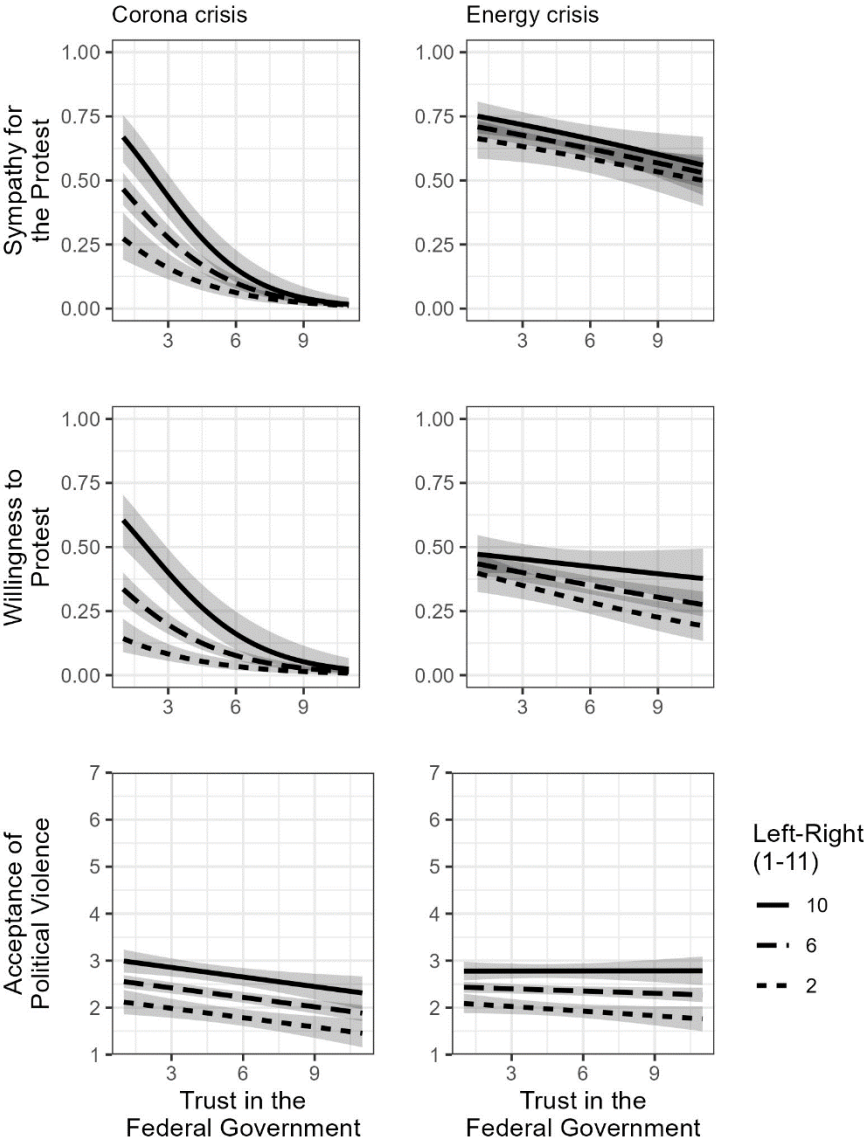 Corona crisis
Energy crisis
Sympathy for
the Protest
1.00
0.75
0.50
0.25
0.00
3 6 9
1.00
0.75
0.50
0.25
0.00
3 6 9
Willingness to
Protest
1.00
0.75
0.50
0.25
0.00
3 6 9
1.00
0.75
0.50
0.25
0.00
3 6 9
Acceptance of
Political Violence
7
6
5
4
3
2
1
3 6 9
Trust in the
Federal Government
7
6
5
4
3
2
1
3 6 9
Trust in the
Federal Government
Left-Right
(1-11)
10
6
2